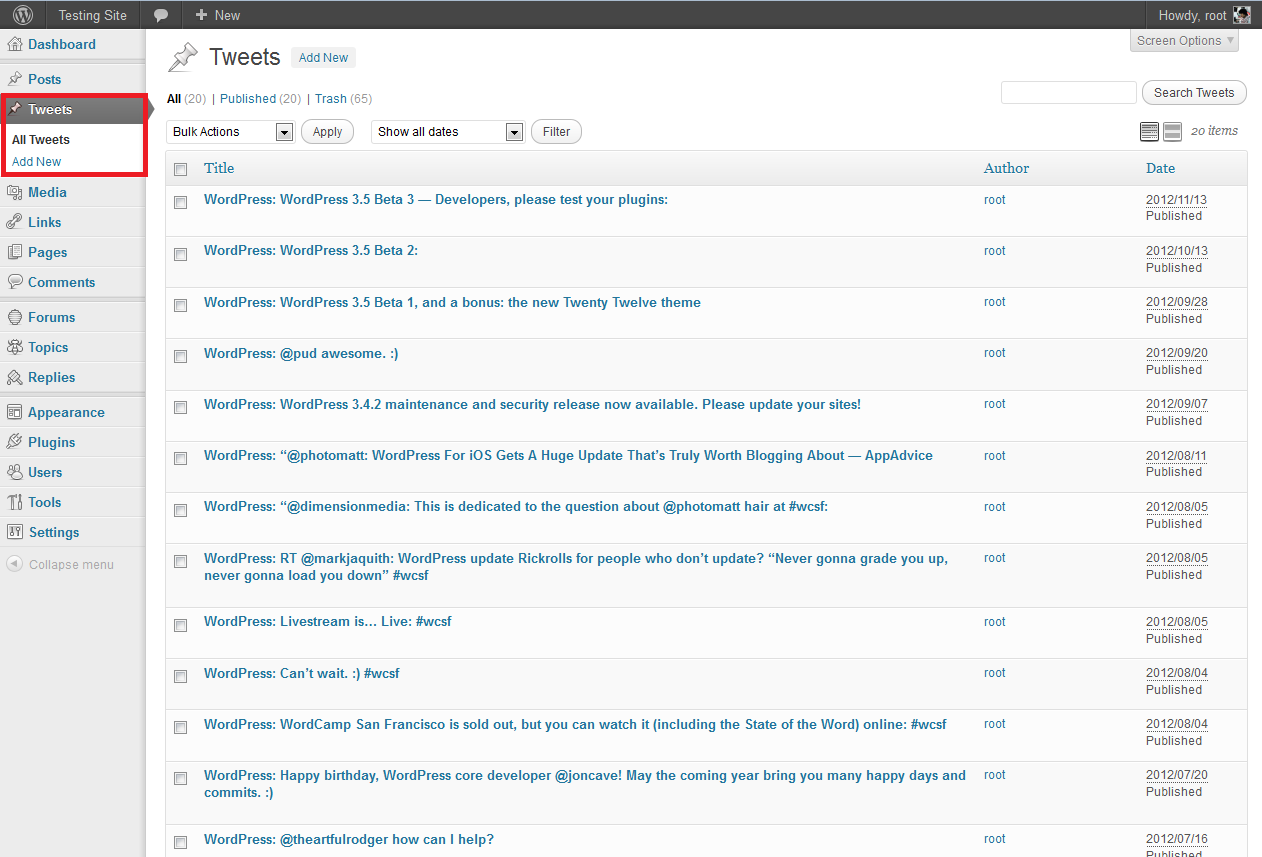 Testing Site
New
Howdy, root
Screen Options
Dashboard
Posts
Tweets
All Tweets
Add New
Media
Links
Pages
Comments
Forums
Topics
Replies
Appearance
Plugins
Users
Tools
Settings
Collapse menu
Tweets Add New
All (20) | Published (20) | Trash (65)
Search Tweets
Bulk Actions Apply Show all dates Filter
20 items
Title Author Date
WordPress: WordPress 3.5 Beta 3 — Developers, please test your plugins: root 2012/11/13
Published
WordPress: WordPress 3.5 Beta 2: root 2012/10/13
Published
WordPress: WordPress 3.5 Beta 1, and a bonus: the new Twenty Twelve theme root 2012/09/28
Published
WordPress: @pud awesome. :) root 2012/09/20
Published
WordPress: WordPress 3.4.2 maintenance and security release now available. Please update your sites! root 2012/09/07
Published
WordPress: “@photomatt: WordPress For iOS Gets A Huge Update That’s Truly Worth Blogging About — AppAdvice root 2012/08/11
Published
WordPress: “@dimensionmedia: This is dedicated to the question about @photomatt hair at #wcsf: root 2012/08/05
Published
WordPress: RT @markjaquith: WordPress update Rickrolls for people who don’t update? “Never gonna grade you up, root 2012/08/05
never gonna load you down” #wcsf Published
WordPress: Livestream is… Live: #wcsf root 2012/08/05
Published
WordPress: Can’t wait. :) #wcsf root 2012/08/04
Published
WordPress: WordCamp San Francisco is sold out, but you can watch it (including the State of the Word) online: #wcsf root 2012/08/04
Published
WordPress: Happy birthday, WordPress core developer @joncave! May the coming year bring you many happy days and root 2012/07/20
commits. :) Published
WordPress: @theartfulrodger how can I help? root 2012/07/16
Published